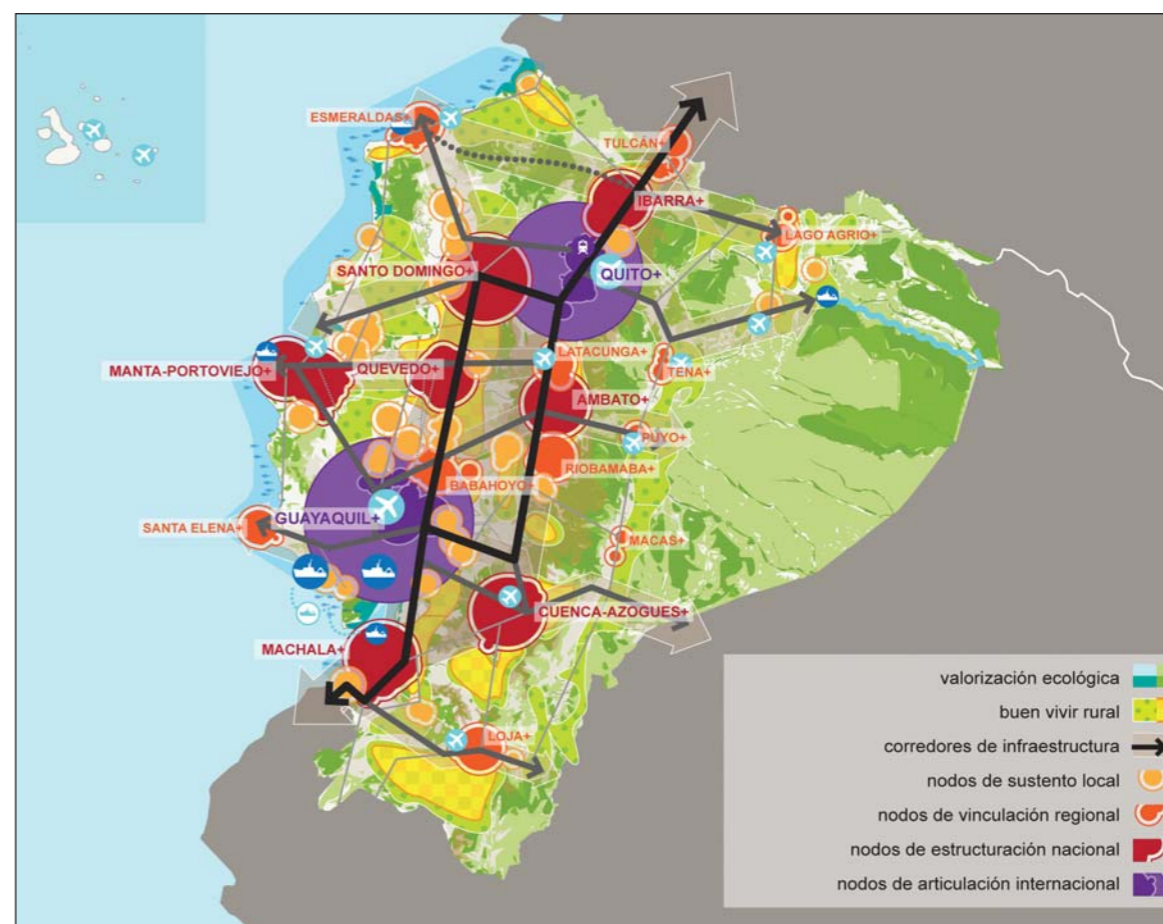 ESMERALDAS+
TULCÁN+
IBARRA+
LAGO AGRIO+
SANTO DOMINGO+
QUITO+
LATACUNGA+
MANTA-PORTOVIEJO+
QUEVEDO+
TENA+
AMBATO+
PUYO+
RIOBAMABA+
BABAHOYO+
GUAYAQUIL+
SANTA ELENA+
MACAS+
CUENCA-AZOGUES+
MACHALA+
LOJA+
valorización ecológica
buen vivir rural
corredores de infraestructura
nodos de sustento local
nodos de vinculación regional
nodos de estructuración nacional
nodos de articulación internacional